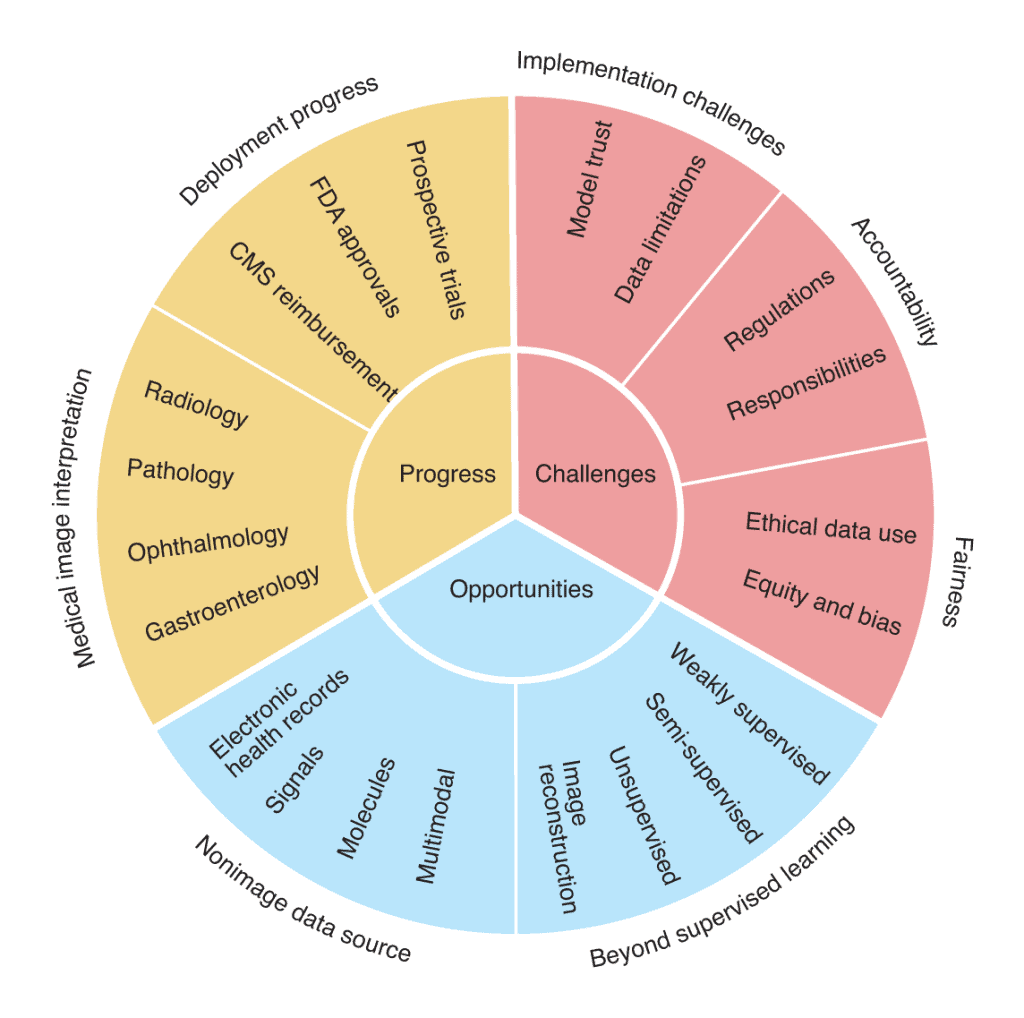 Implementation challenges
Model trust
Data limitations
Accountability
Regulations
Responsibilities
Fairness
Ethical data use
Equity and bias
Challenges
Deployment progress
Prospective trials
FDA approvals
CMS reimbursement
Medical image interpretation
Radiology
Pathology
Ophthalmology
Gastroenterology
Progress
Opportunities
Nonimage data source
Electronic
health records
Signals
Molecules
Multimodal
Beyond supervised learning
Image
reconstruction
Unsupervised
Semi-supervised
Weakly supervised